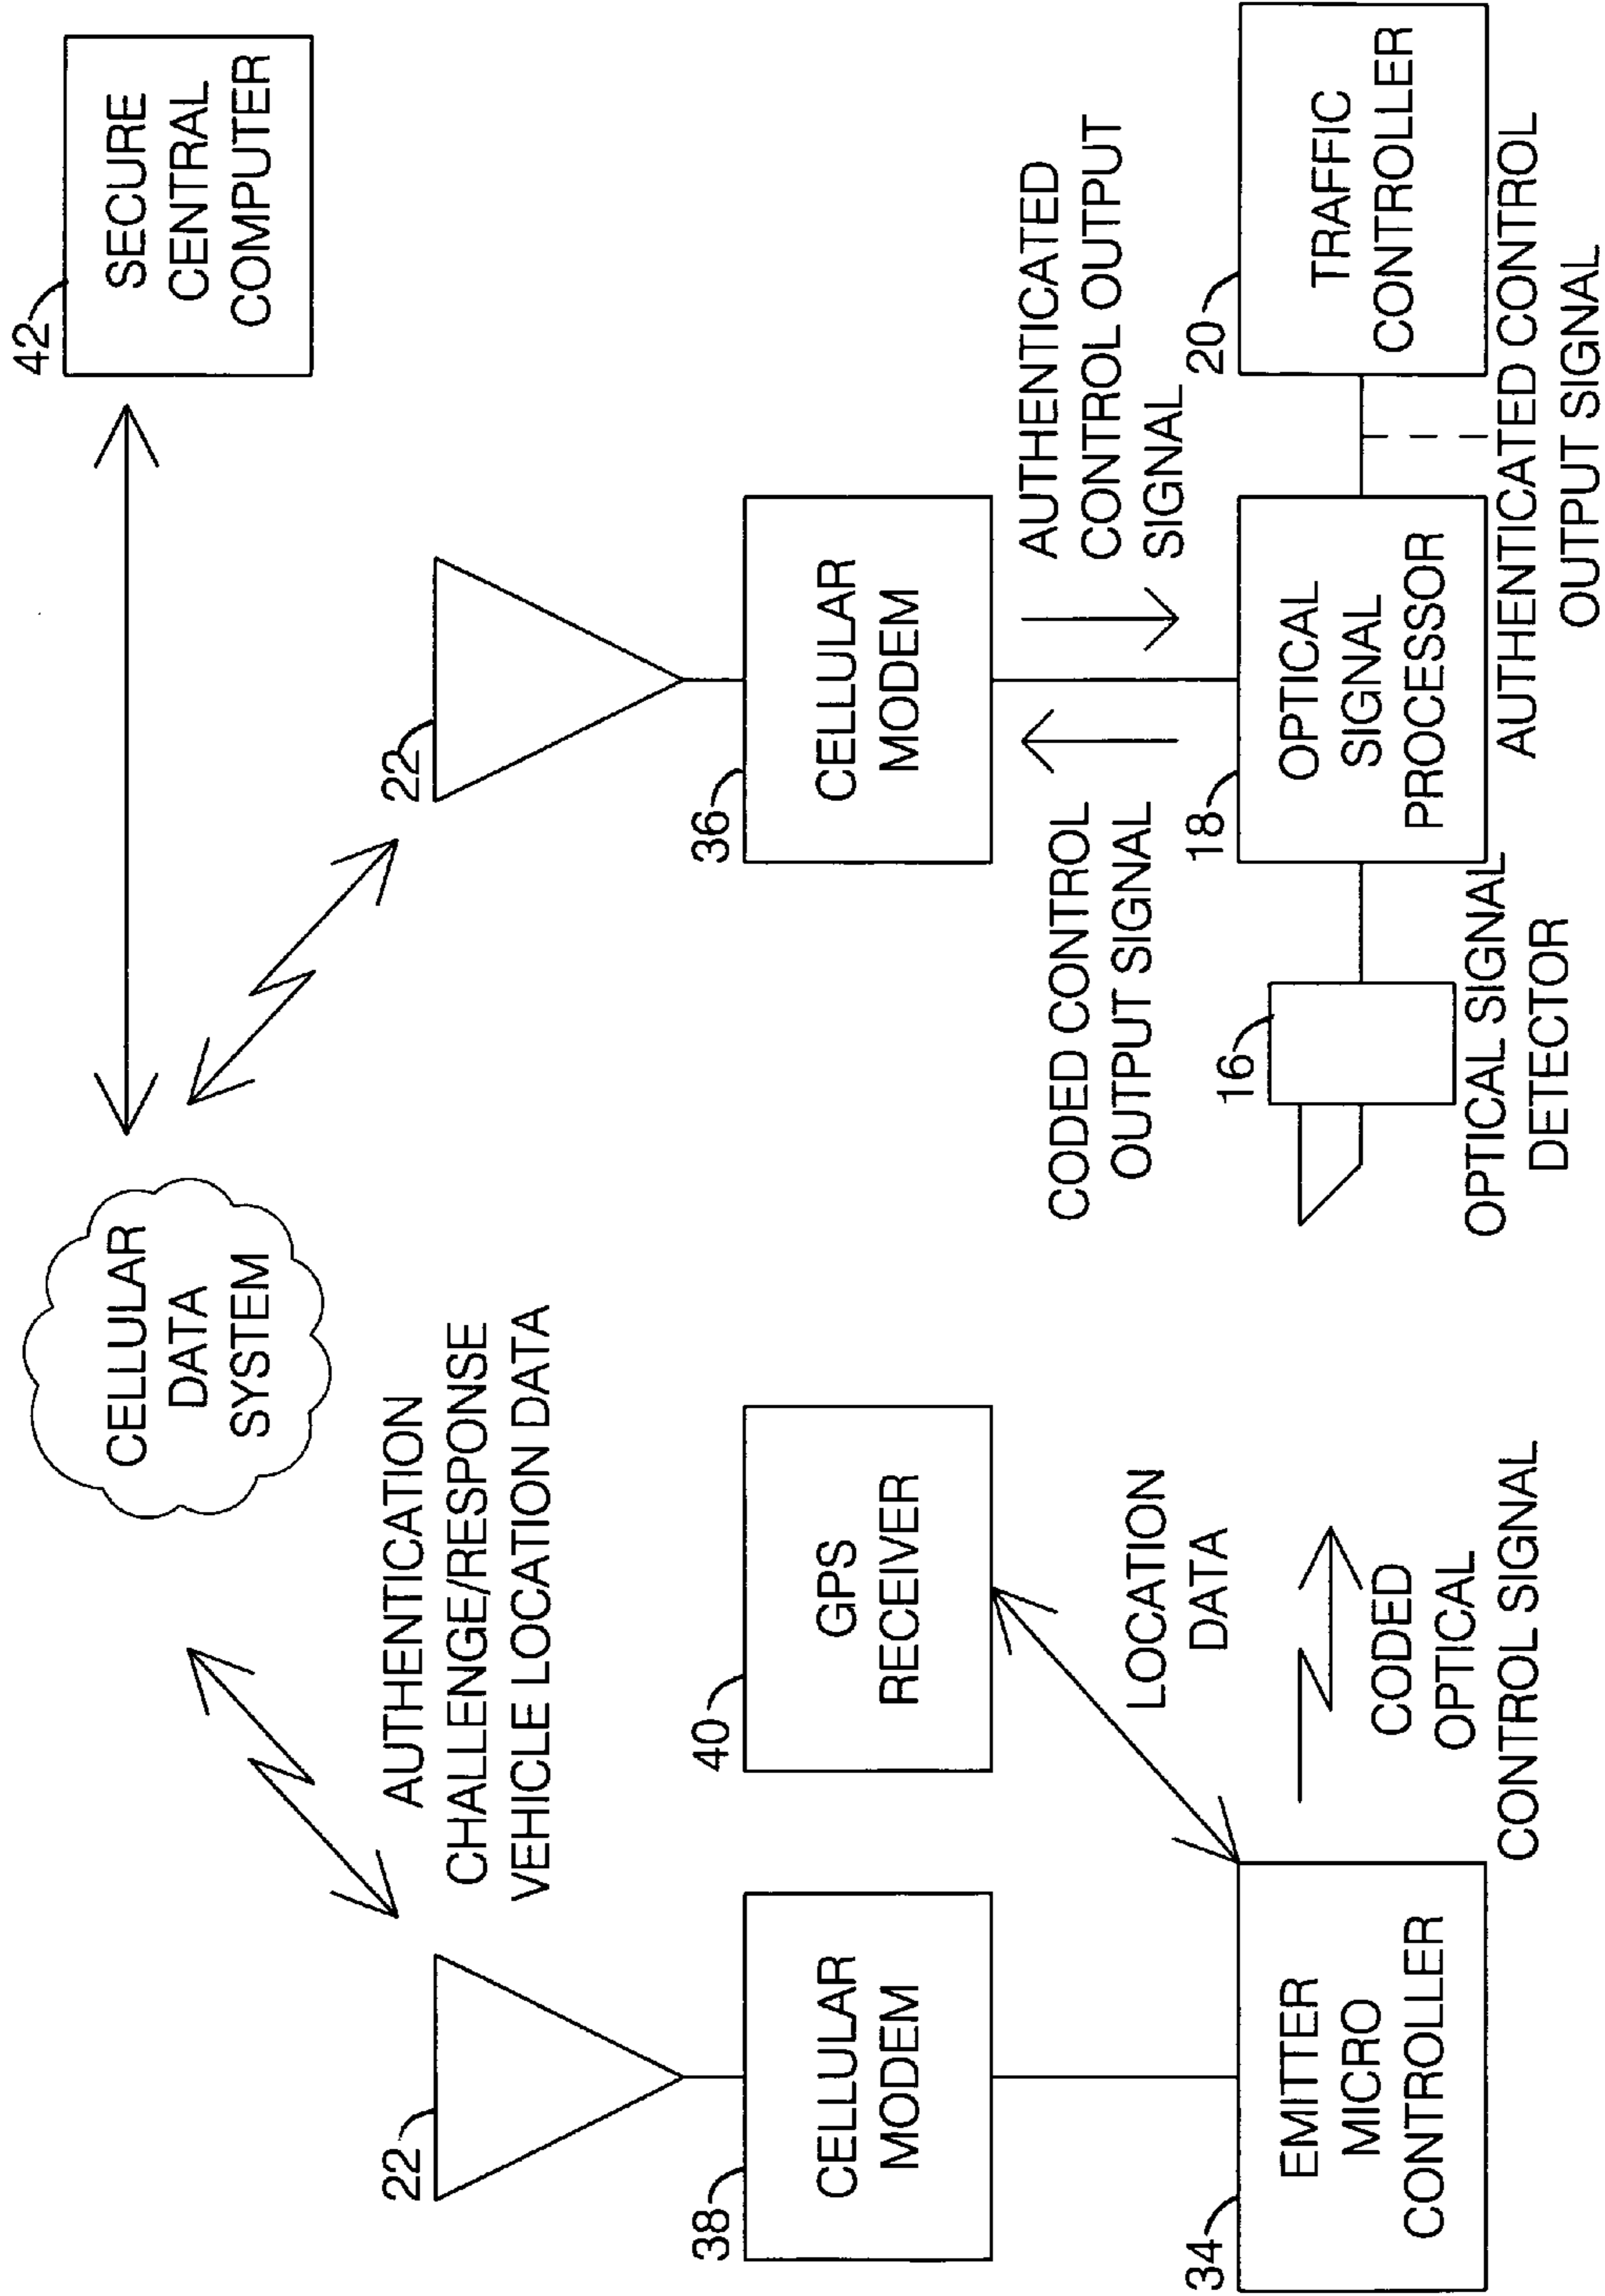 42
SECURE
CENTRAL
COMPUTER
CELLULAR
DATA
SYSTEM
AUTHENTICATION
CHALLENGE/RESPONSE
VEHICLE LOCATION DATA
22
22
38
CELLULAR
MODEM
40
GPS
RECEIVER
36
CELLULAR
MODEM
LOCATION
DATA
CODED CONTROL
OUTPUT SIGNAL
AUTHENTICATED
CONTROL OUTPUT
SIGNAL
34
EMITTER
MICRO
CONTROLLER
CODED
OPTICAL
CONTROL SIGNAL
16
OPTICAL SIGNAL
DETECTOR
18
OPTICAL
SIGNAL
PROCESSOR
20
TRAFFIC
CONTROLLER
AUTHENTICATED CONTROL
OUTPUT SIGNAL